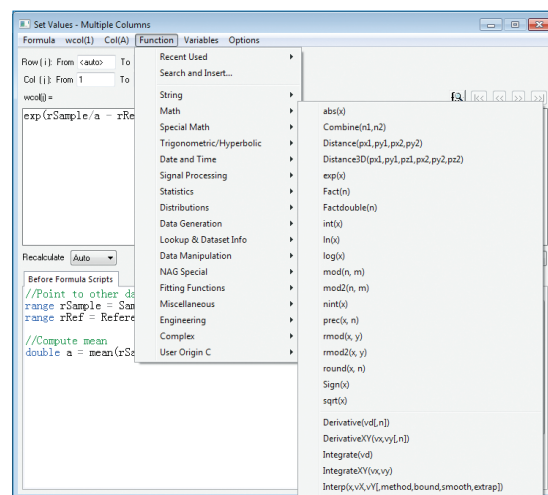 Set Values - Multiple Columns
Formula wcol(1) Col(A) Function Variables Options
Row (i): From <auto> To
Col (j): From 1 To
wcol(j) =
<< < > >>
exp(rSample/a - rRe
Recalculate Auto
Before Formula Scripts
//Point to other da
range rSample = Sam
range rRef = Refere
//Compute mean
double a = mean(rSa
Recent Used
Search and Insert...
String
Math
Special Math
Trigonometric/Hyperbolic
Date and Time
Signal Processing
Statistics
Distributions
Data Generation
Lookup & Dataset Info
Data Manipulation
NAG Special
Fitting Functions
Miscellaneous
Engineering
Complex
User Origin C
abs(x)
Combine(n1,n2)
Distance(px1,py1,px2,py2)
Distance3D(px1,py1,pz1,px2,py2,pz2)
exp(x)
Fact(n)
Factdouble(n)
int(x)
ln(x)
log(x)
mod(n, m)
mod2(n, m)
nint(x)
prec(x, n)
rmod(x, y)
rmod2(x, y)
round(x, n)
Sign(x)
sqrt(x)
Derivative(vd[,n])
DerivativeXY(vx,vy[,n])
Integrate(vd)
IntegrateXY(vx,vy)
Interp(x,vX,vY[,method,bound,smooth,extrap])